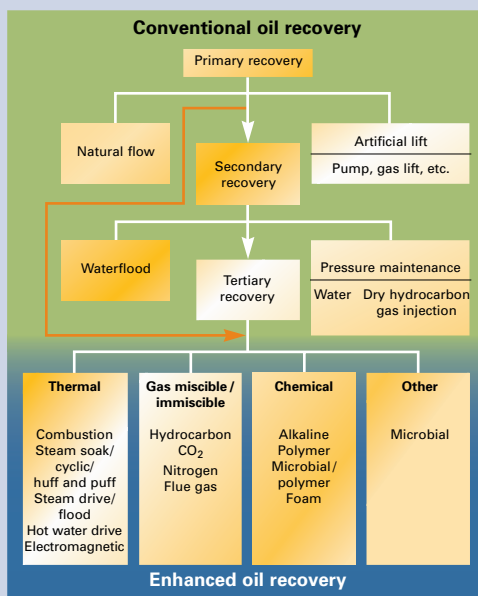 Conventional oil recovery
Primary recovery
Natural flow
Secondary
recovery
Artificial lift
Pump, gas lift, etc.
Waterflood
Tertiary
recovery
Pressure maintenance
Water Dry hydrocarbon
gas injection
Thermal
Combustion
Steam soak/
cyclic/
huff and puff
Steam drive/
flood
Hot water drive
Electromagnetic
Gas miscible/
immiscible
Hydrocarbon
CO₂
Nitrogen
Flue gas
Chemical
Alkaline
Polymer
Microbial/
polymer
Foam
Other
Microbial
Enhanced oil recovery